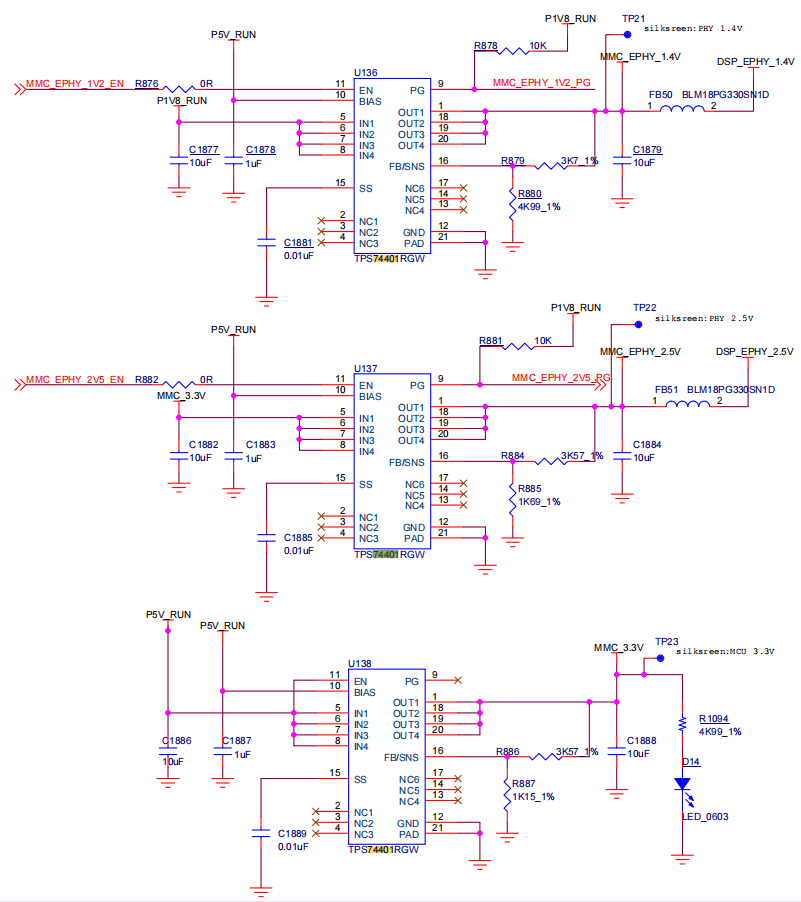 P1V8_RUN
TP21
silksreen:PHY 1.4V
P5V_RUN
R878
10K
MMC_EPHY_1.4V
DSP_EPHY_1.4V
U136
MMC_EPHY_1V2_EN
R876
0R
11
EN
PG
9
MMC_EPHY_1V2_PG
FB50
BLM18PG330SN1D
P1V8_RUN
10
BIAS
1
2
OUT1
1
5
IN1
OUT2
18
6
IN2
OUT3
19
7
IN3
OUT4
20
8
IN4
C1877
10uF
C1878
1uF
FB/SNS
16
R879
3K7_1%
C1879
10uF
15
SS
NC6
17
NC5
14
NC4
13
R880
4K99_1%
2
NC1
3
NC2
4
NC3
GND
12
PAD
21
C1881
0.01uF
TPS74401RGW
P1V8_RUN
TP22
silksreen:PHY 2.5V
P5V_RUN
R881
10K
MMC_EPHY_2.5V
DSP_EPHY_2.5V
U137
MMC_EPHY_2V5_EN
R882
0R
11
EN
PG
9
MMC_EPHY_2V5_PG
FB51
BLM18PG330SN1D
MMC_3.3V
10
BIAS
1
2
OUT1
1
5
IN1
OUT2
18
6
IN2
OUT3
19
7
IN3
OUT4
20
8
IN4
C1882
10uF
C1883
1uF
FB/SNS
16
R884
3K57_1%
C1884
10uF
15
SS
NC6
17
NC5
14
NC4
13
R885
1K69_1%
2
NC1
3
NC2
4
NC3
GND
12
PAD
21
C1885
0.01uF
TPS74401RGW
P5V_RUN
P5V_RUN
MMC_3.3V
TP23
silksreen:MCU 3.3V
U138
11
EN
PG
9
10
BIAS
OUT1
1
5
IN1
OUT2
18
6
IN2
OUT3
19
7
IN3
OUT4
20
8
IN4
R1094
4K99_1%
C1886
10uF
C1887
1uF
FB/SNS
16
R886
3K57_1%
C1888
10uF
D14
LED_0603
15
SS
NC6
17
NC5
14
NC4
13
R887
1K15_1%
2
NC1
3
NC2
4
NC3
GND
12
PAD
21
C1889
0.01uF
TPS74401RGW